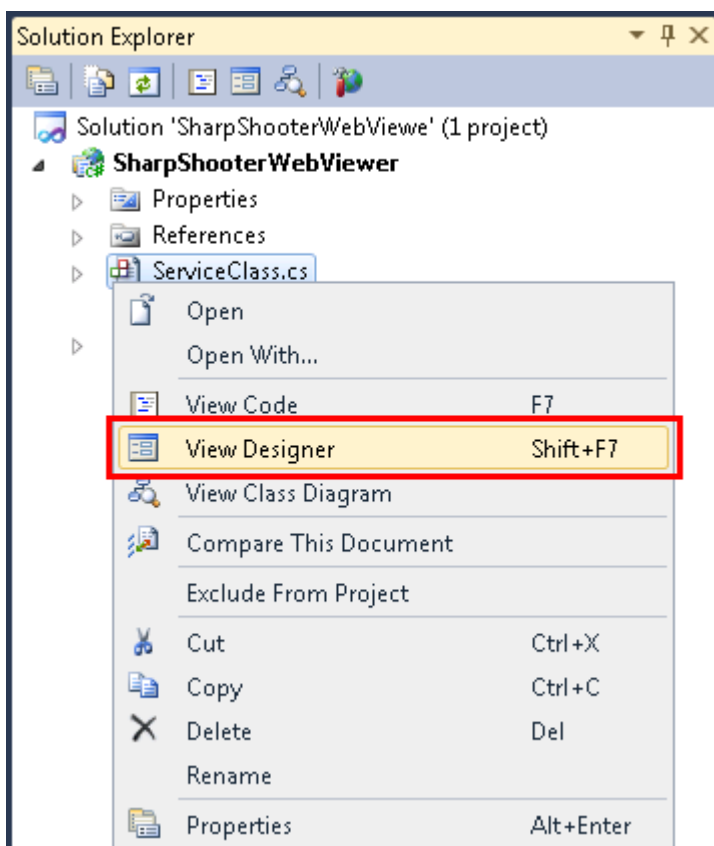 Solution Explorer
Solution 'SharpShooterWebViewe' (1 project)
SharpShooterWebViewer
Properties
References
ServiceClass.cs
Open
Open With...
View Code F7
View Designer Shift+F7
View Class Diagram
Compare This Document
Exclude From Project
Cut Ctrl+X
Copy Ctrl+C
Delete Del
Rename
Properties Alt+Enter